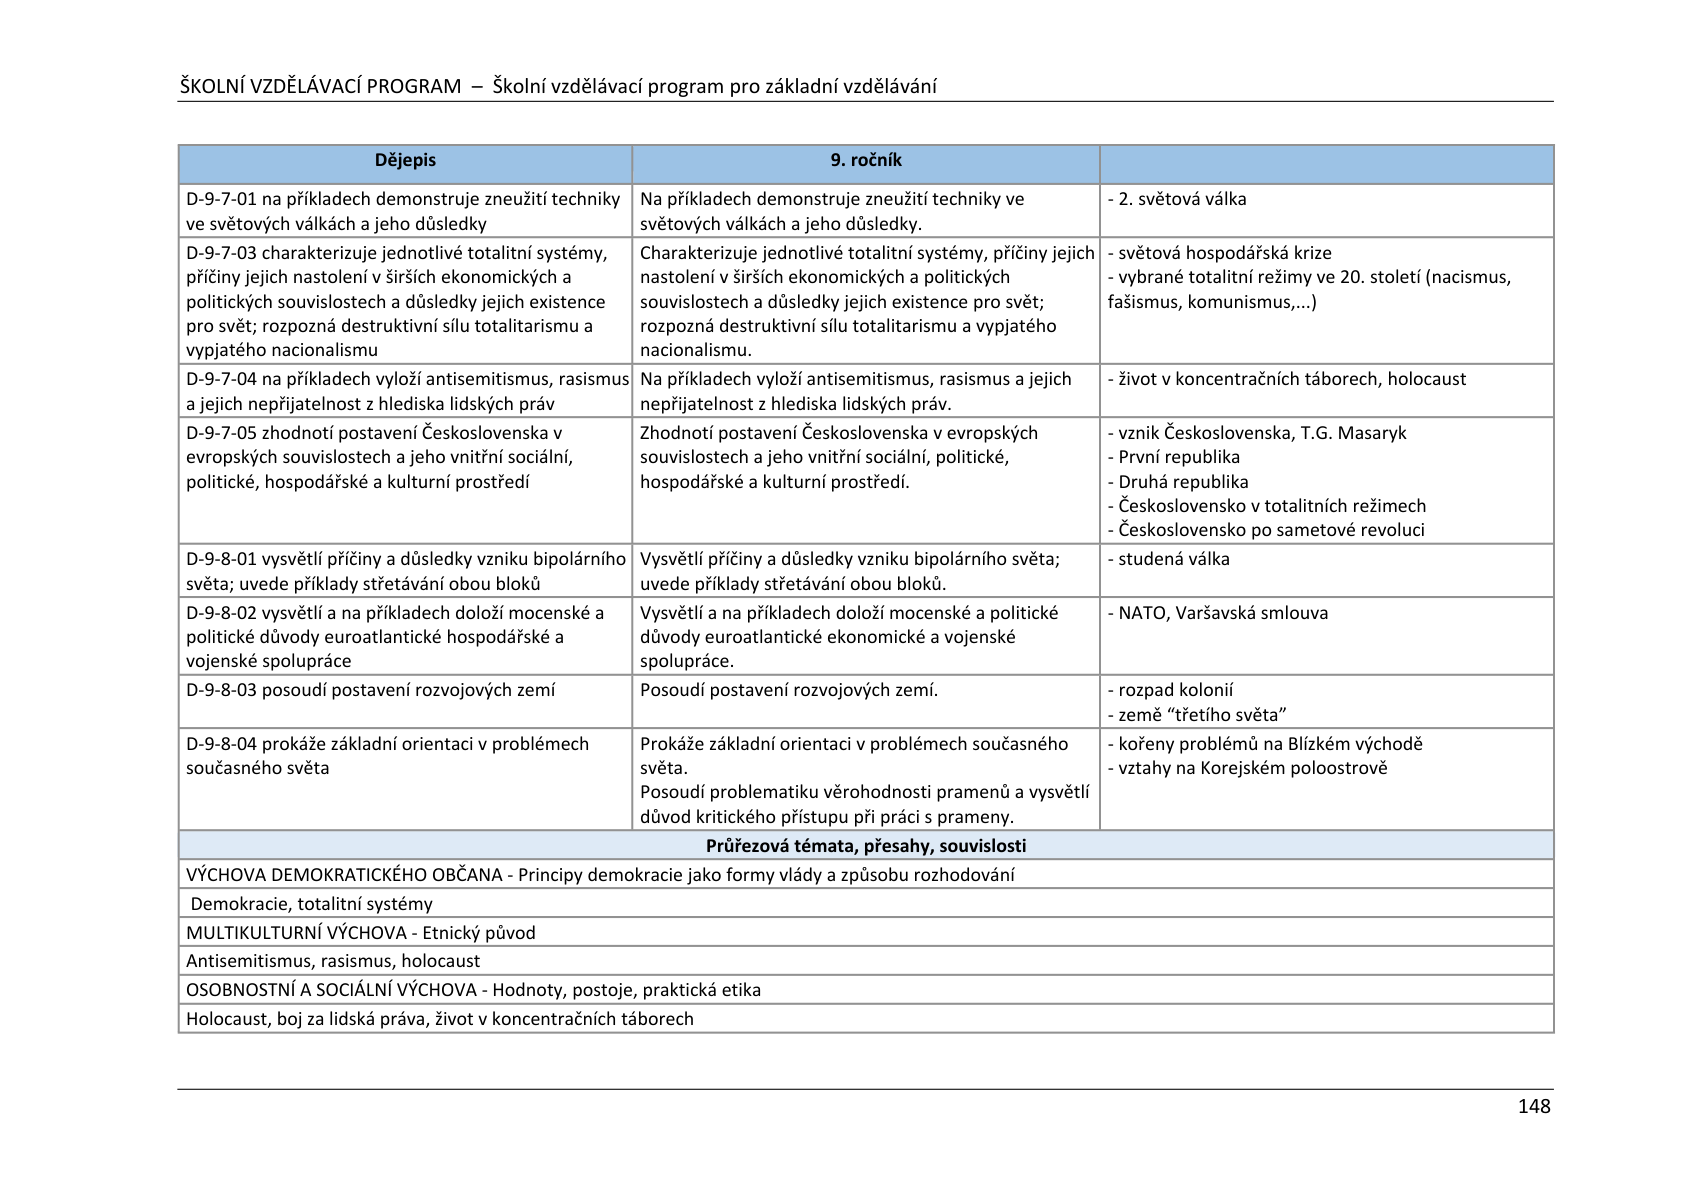 ŠKOLNÍ VZDĚLÁVACÍ PROGRAM – Školní vzdělávací program pro základní vzdělávání
Dějepis
9. ročník
D-9-7-01 na příkladech demonstruje zneužití techniky
ve světových válkách a jeho důsledky
Na příkladech demonstruje zneužití techniky ve
světových válkách a jeho důsledky.
- 2. světová válka
D-9-7-03 charakterizuje jednotlivé totalitní systémy,
příčiny jejich nastolení v širších ekonomických a
politických souvislostech a důsledky jejich existence
pro svět; rozpozná destruktivní sílu totalitarismu a
vypjatého nacionalismu
Charakterizuje jednotlivé totalitní systémy, příčiny jejich
nastolení v širších ekonomických a politických
souvislostech a důsledky jejich existence pro svět;
rozpozná destruktivní sílu totalitarismu a vypjatého
nacionalismu.
- světová hospodářská krize
- vybrané totalitní režimy ve 20. století (nacismus,
fašismus, komunismus,...)
D-9-7-04 na příkladech vyloží antisemitismus, rasismus
a jejich nepřijatelnost z hlediska lidských práv
Na příkladech vyloží antisemitismus, rasismus a jejich
nepřijatelnost z hlediska lidských práv.
- život v koncentračních táborech, holocaust
D-9-7-05 zhodnotí postavení Československa v
evropských souvislostech a jeho vnitřní sociální,
politické, hospodářské a kulturní prostředí
Zhodnotí postavení Československa v evropských
souvislostech a jeho vnitřní sociální, politické,
hospodářské a kulturní prostředí.
- vznik Československa, T.G. Masaryk
- První republika
- Druhá republika
- Československo v totalitních režimech
- Československo po sametové revoluci
D-9-8-01 vysvětlí příčiny a důsledky vzniku bipolárního
světa; uvede příklady střetávání obou bloků
Vysvětlí příčiny a důsledky vzniku bipolárního světa;
uvede příklady střetávání obou bloků.
- studená válka
D-9-8-02 vysvětlí a na příkladech doloží mocenské a
politické důvody euroatlantické hospodářské a
vojenské spolupráce
Vysvětlí a na příkladech doloží mocenské a politické
důvody euroatlantické ekonomické a vojenské
spolupráce.
- NATO, Varšavská smlouva
D-9-8-03 posoudí postavení rozvojových zemí
Posoudí postavení rozvojových zemí.
- rozpad kolonií
- země “třetího světa”
D-9-8-04 prokáže základní orientaci v problémech
současného světa
Prokáže základní orientaci v problémech současného
světa.
Posoudí problematiku věrohodnosti pramenů a vysvětlí
důvod kritického přístupu při práci s prameny.
- kořeny problémů na Blízkém východě
- vztahy na Korejském poloostrově
Průřezová témata, přesahy, souvislosti
VÝCHOVA DEMOKRATICKÉHO OBČANA - Principy demokracie jako formy vlády a způsobu rozhodování
Demokracie, totalitní systémy
MULTIKULTURNÍ VÝCHOVA - Etnický původ
Antisemitismus, rasismus, holocaust
OSOBNOSTNÍ A SOCIÁLNÍ VÝCHOVA - Hodnoty, postoje, praktická etika
Holocaust, boj za lidská práva, život v koncentračních táborech
148